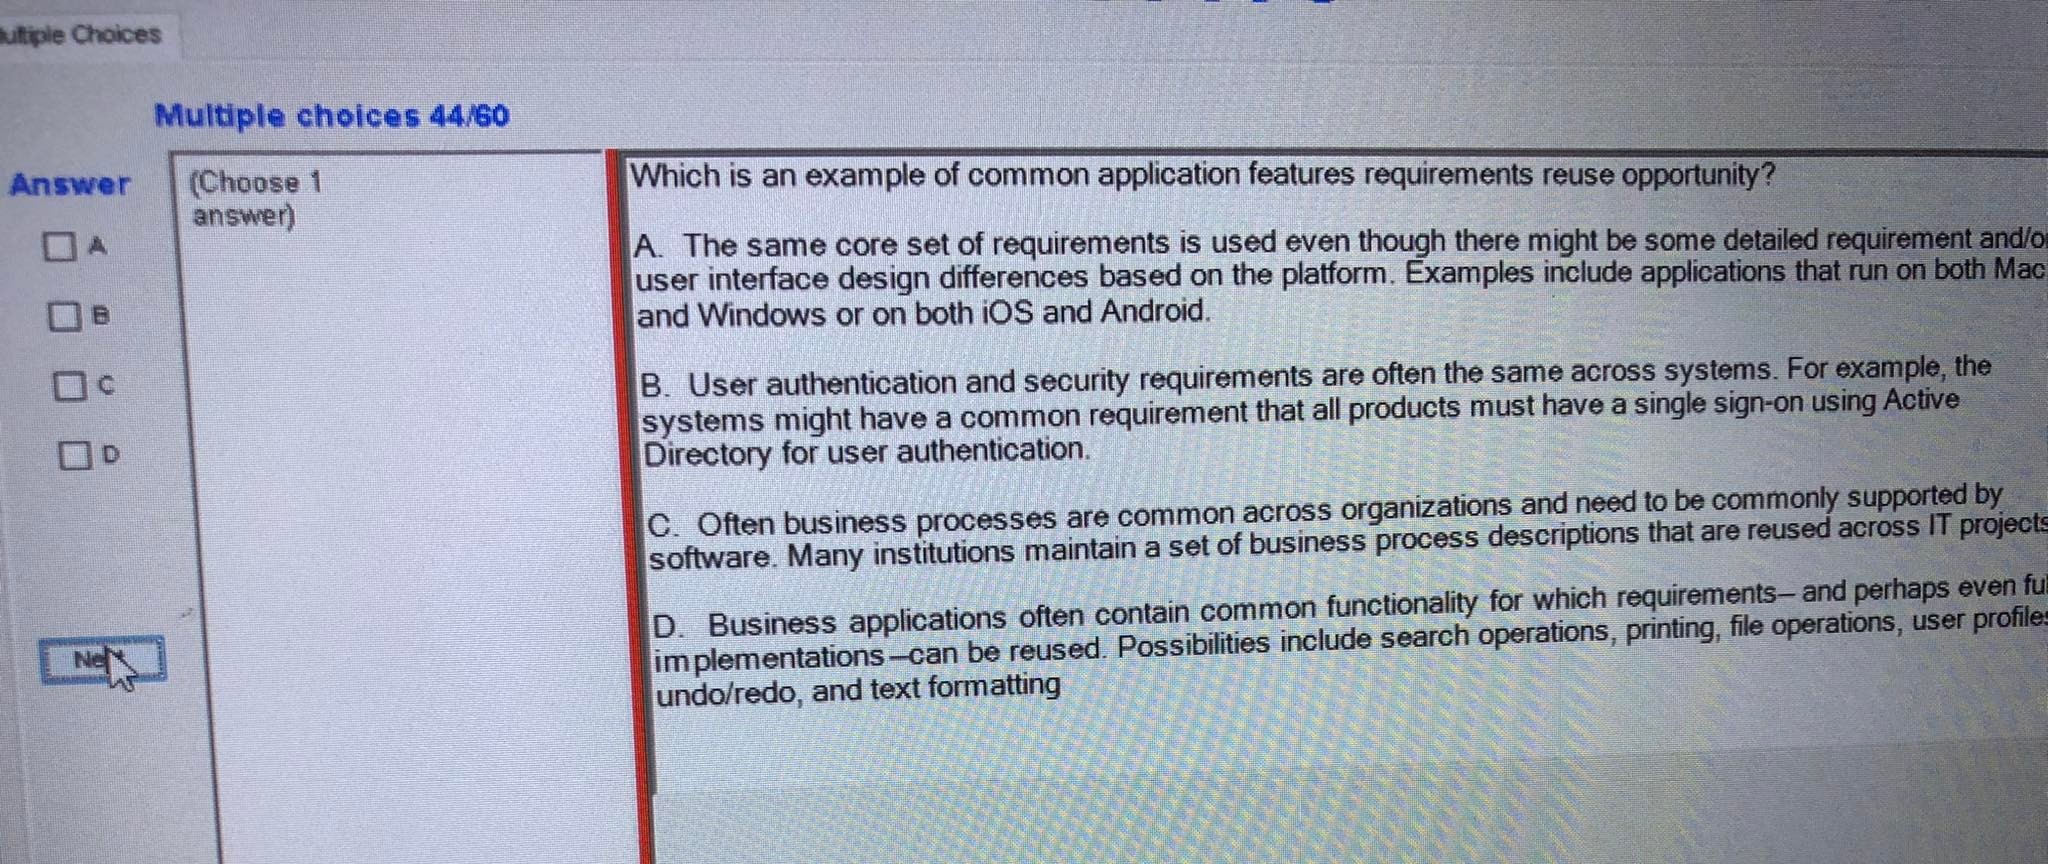 Multiple Choices
Multiple choices 44/60
Answer
(Choose 1
answer)
A
B
C
D
Which is an example of common application features requirements reuse opportunity?
A. The same core set of requirements is used even though there might be some detailed requirement and/or
user interface design differences based on the platform. Examples include applications that run on both Mac
and Windows or on both iOS and Android.
B. User authentication and security requirements are often the same across systems. For example, the
systems might have a common requirement that all products must have a single sign-on using Active
Directory for user authentication.
C. Often business processes are common across organizations and need to be commonly supported by
software. Many institutions maintain a set of business process descriptions that are reused across IT projects
D. Business applications often contain common functionality for which requirements– and perhaps even
implementations –can be reused. Possibilities include search operations, printing, file operations, user profiles
undo/redo, and text formatting